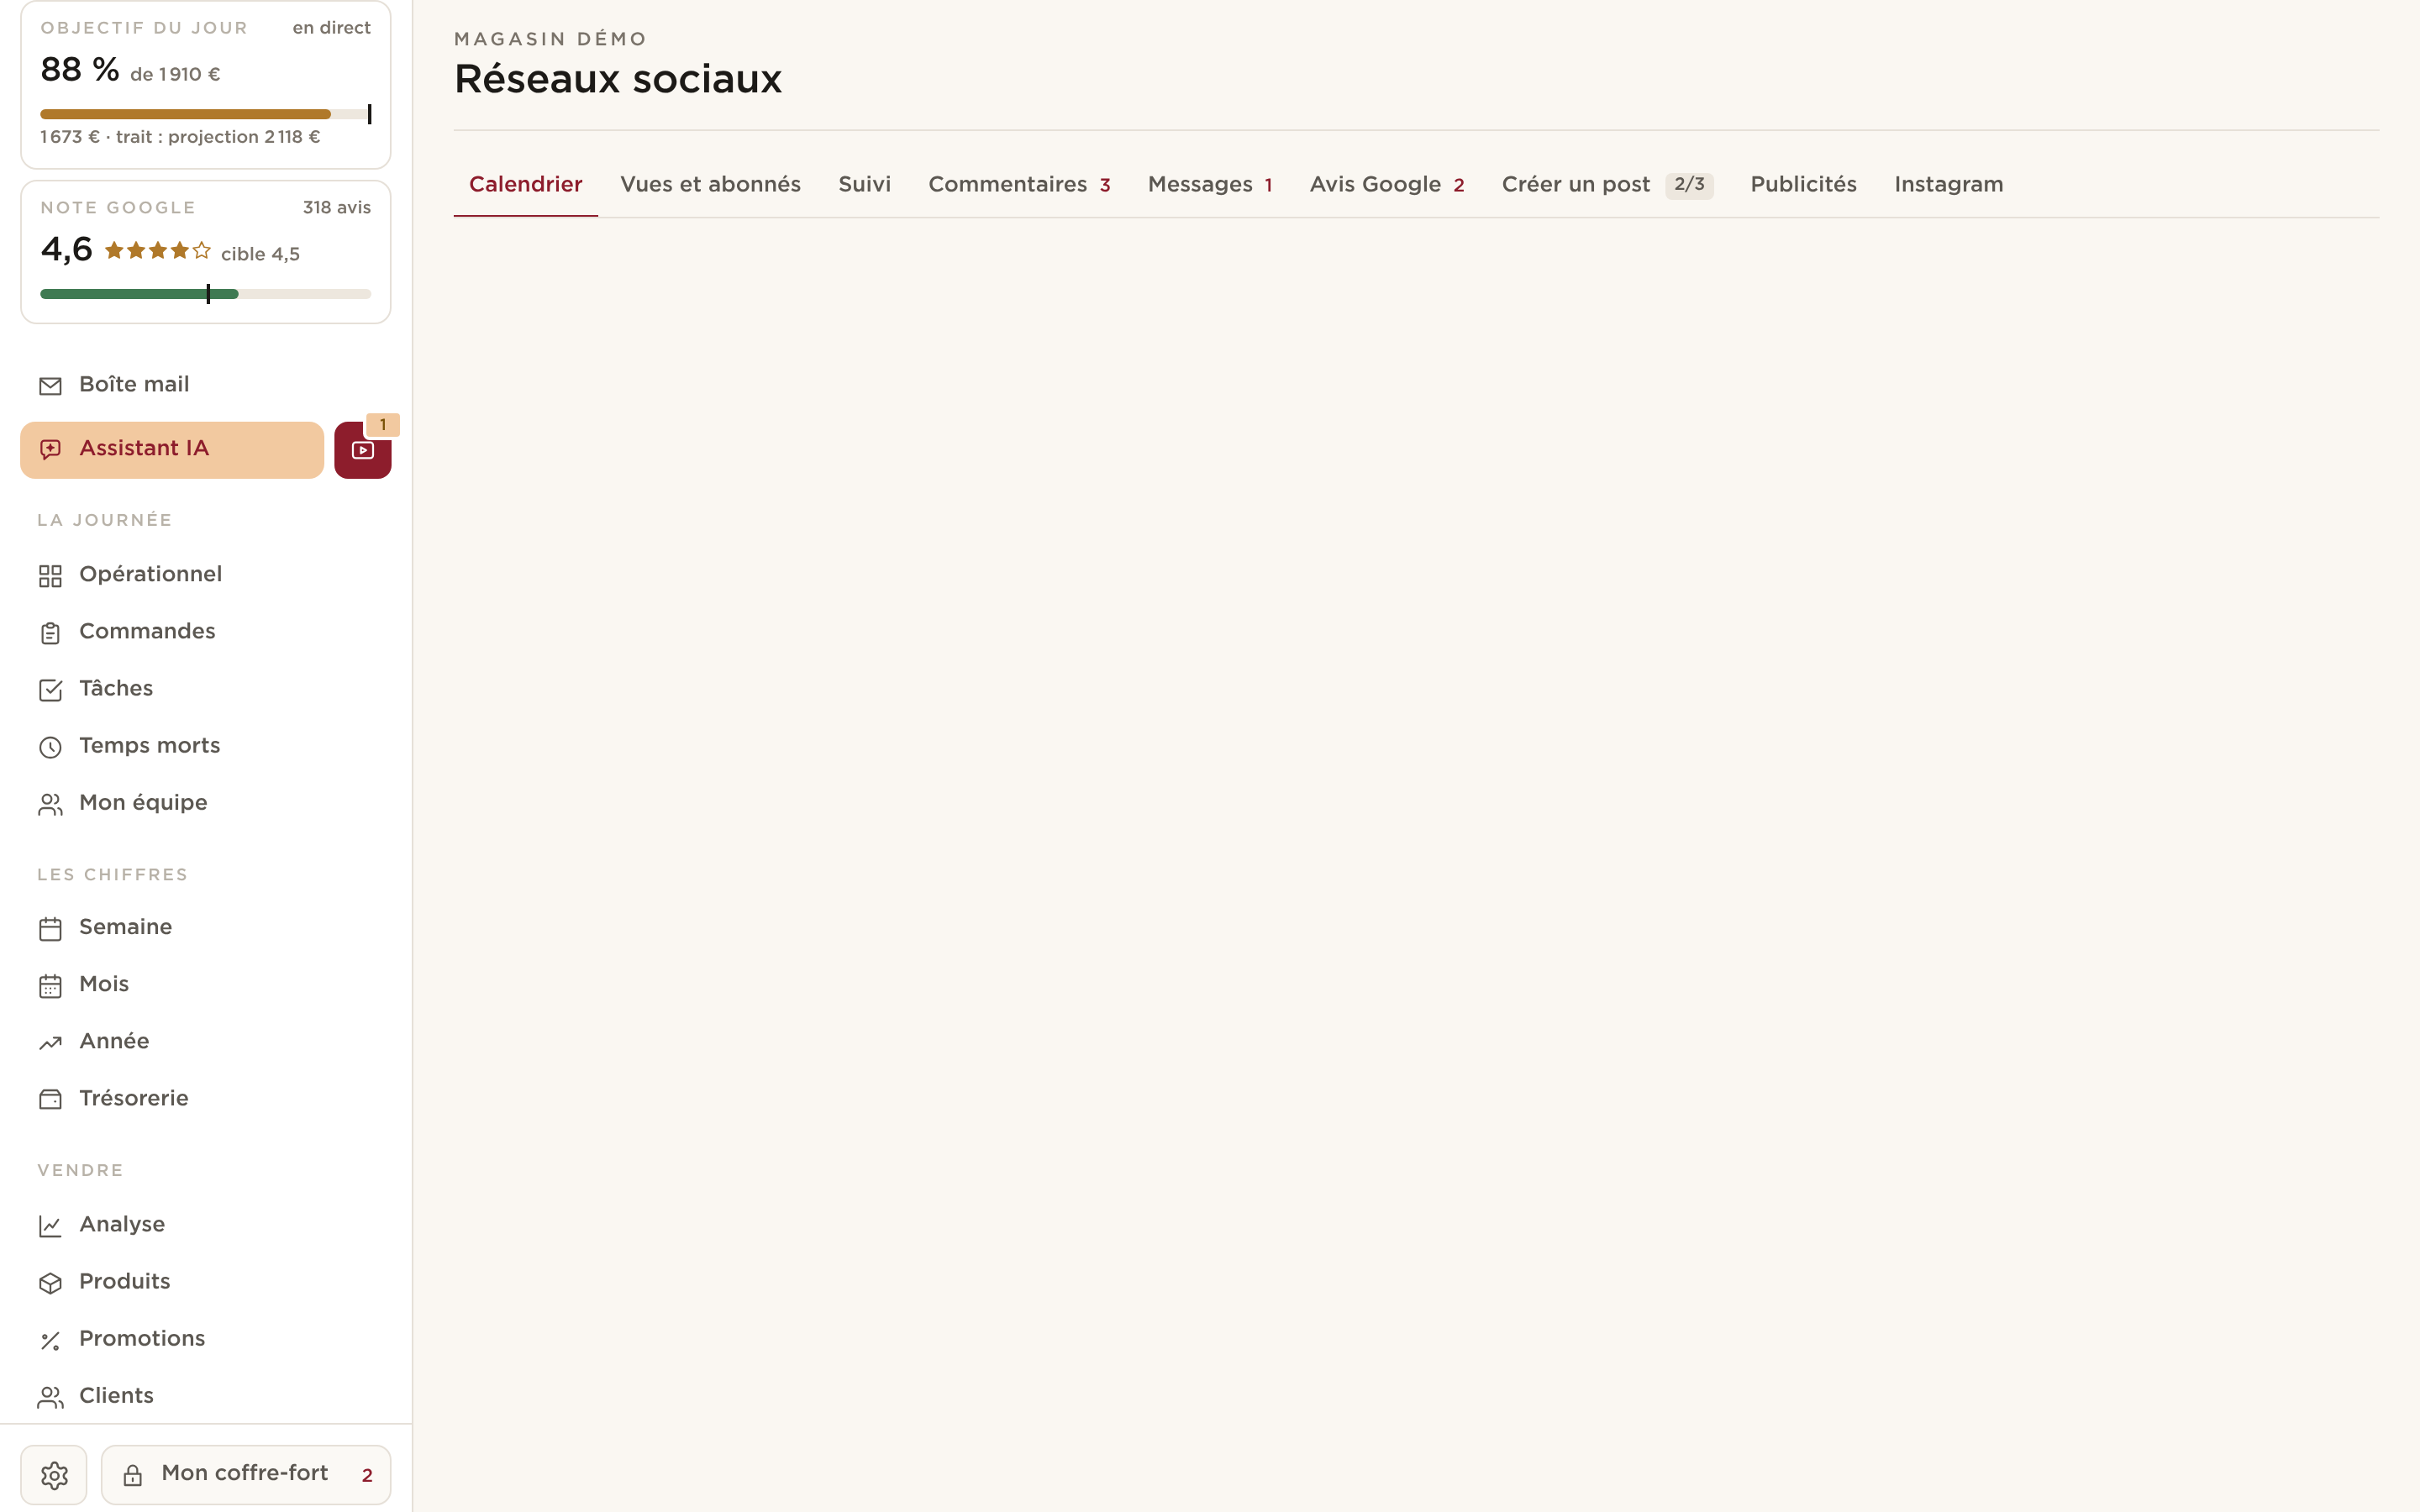 OBJECTIF DU JOUR en direct
88 % de 1 910 €
1 673 € · trait : projection 2 118 €
NOTE GOOGLE 318 avis
4,6 cible 4,5
Boîte mail
Assistant IA 1
LA JOURNÉE
Opérationnel
Commandes
Tâches
Temps morts
Mon équipe
LES CHIFFRES
Semaine
Mois
Année
Trésorerie
VENDRE
Analyse
Produits
Promotions
Clients
Mon coffre-fort 2
MAGASIN DÉMO
Réseaux sociaux
Calendrier Vues et abonnés Suivi Commentaires 3 Messages 1 Avis Google 2 Créer un post 2/3 Publicités Instagram